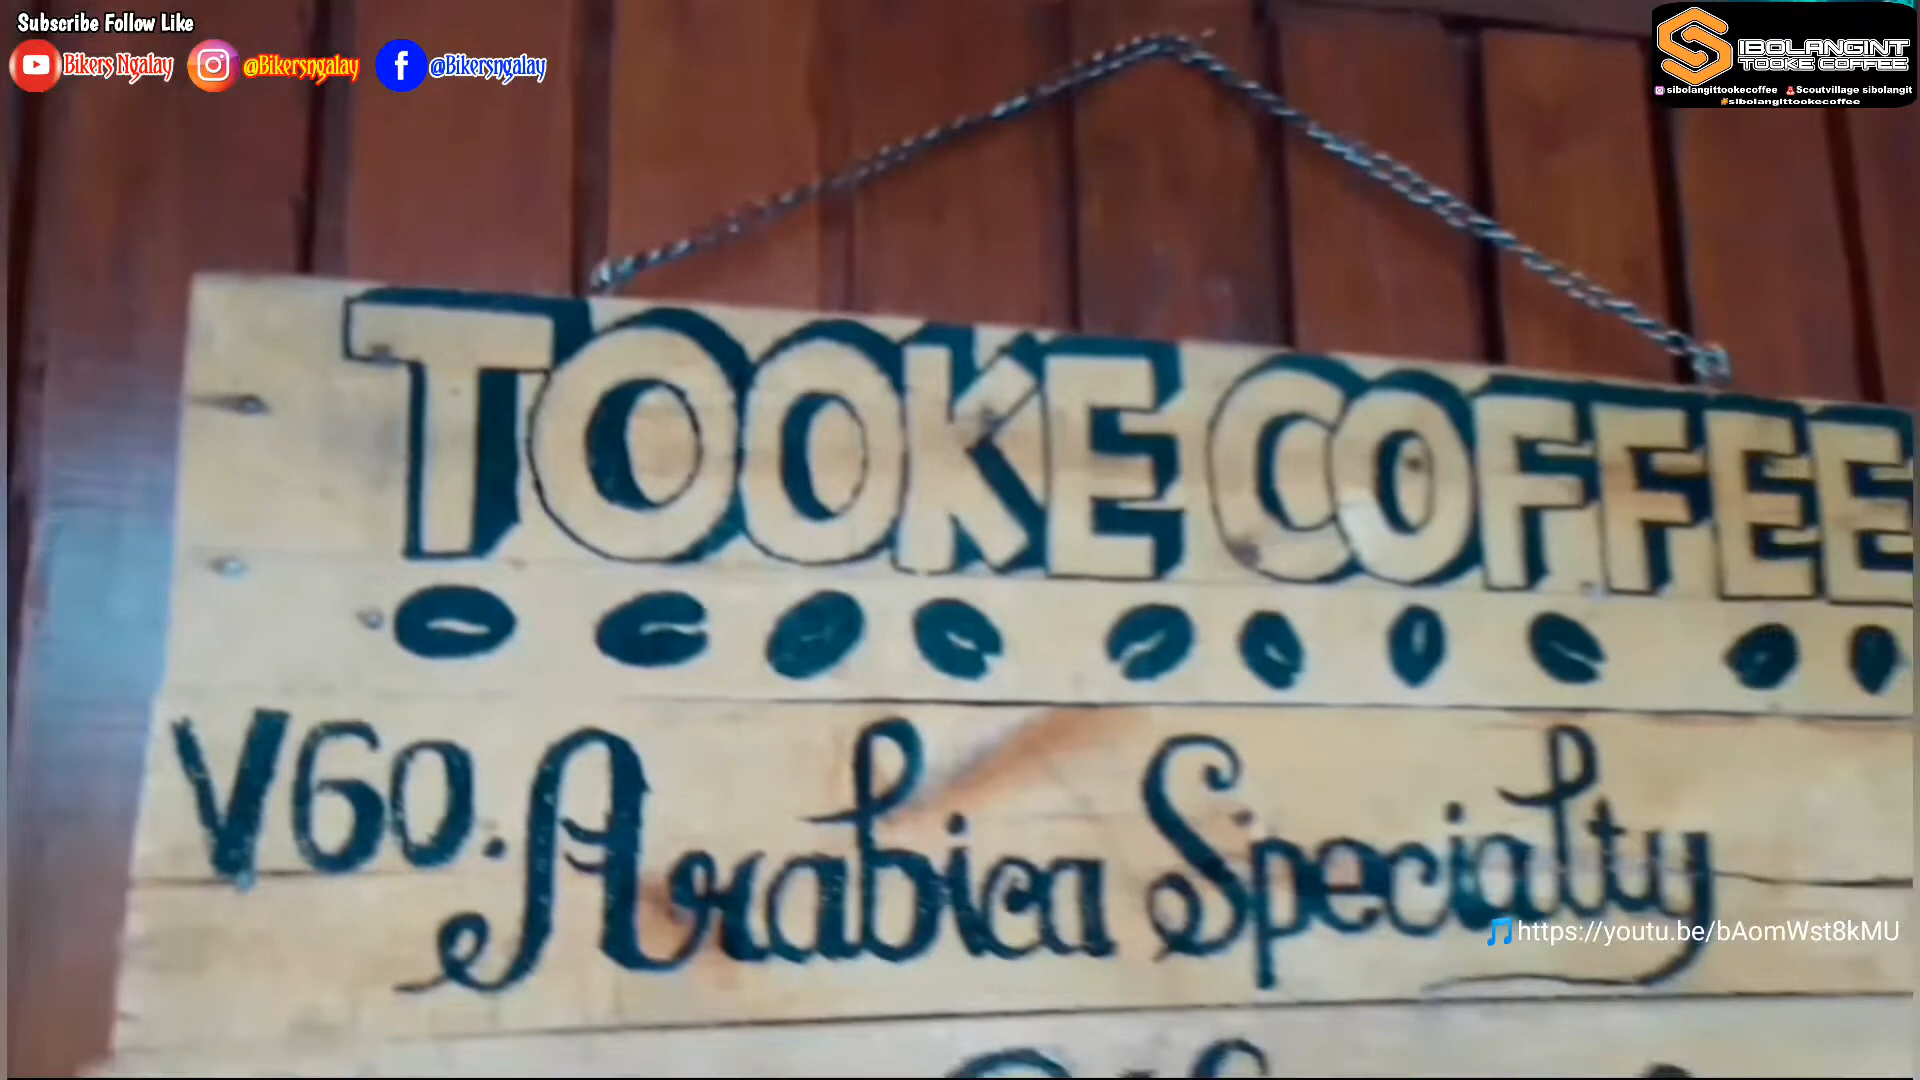 Subscribe Follow Like
Bikers Ngalay @Bikersngalay @Bikersngalay
SIBOLANGINT
TOOKE COFFEE
sibolangittookecoffee Scoutvillage sibolangit
#sibolangittookecoffee
TOOKE COFFEE
V60. Arabica Specialty
https://youtu.be/bAomWst8kMU